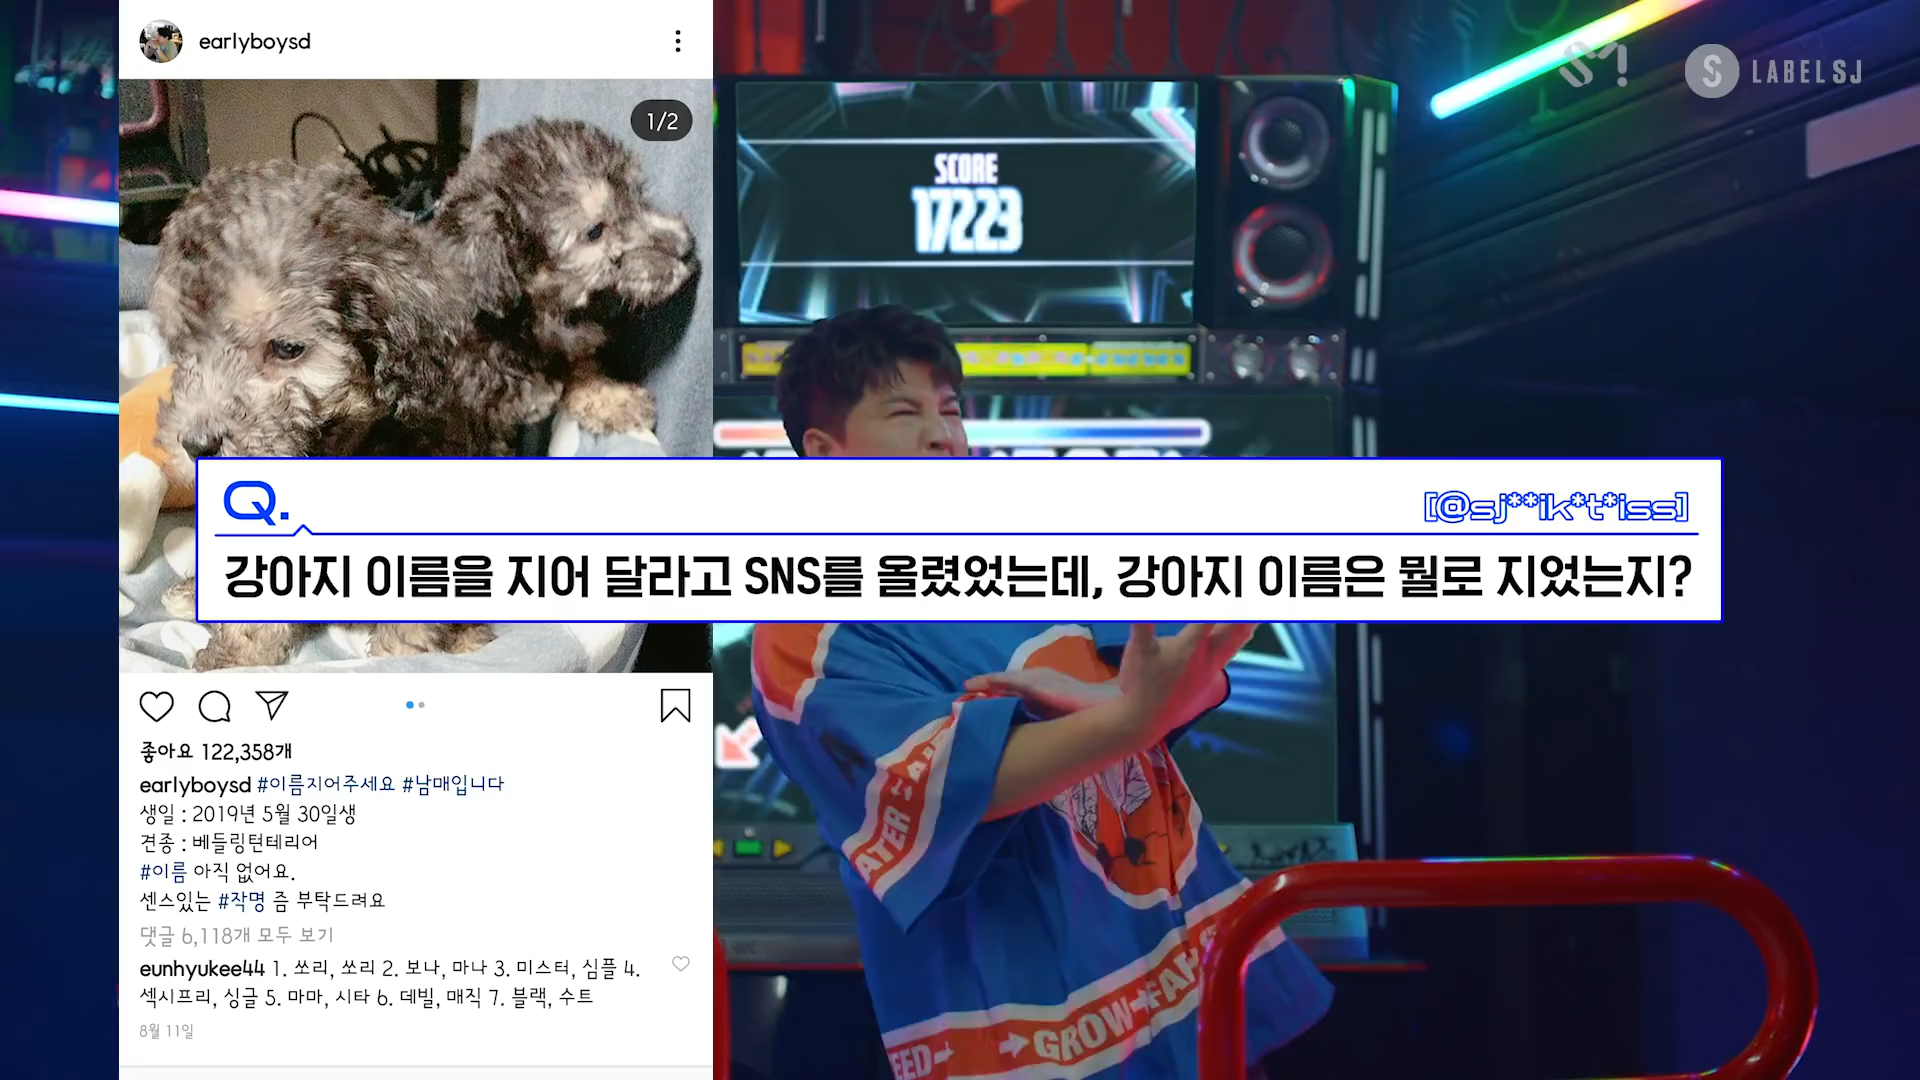 earlyboysd
1/2
좋아요 122,358개
earlyboysd #이름지어주세요 #남매입니다
생일 : 2019년 5월 30일생
견종 : 베들링턴테리어
#이름 아직 없어요.
센스있는 #작명 좀 부탁드려요
댓글 6,118개 모두 보기
eunhyukee44 1. 쏘리, 쏘리 2. 보나, 마나 3. 미스터, 심플 4.
섹시프리, 싱글 5. 마마, 시타 6. 데빌, 매직 7. 블랙, 수트
8월 11일
SM!
S LABELSJ
SCORE
17223
Q.
[@sj**ik*t*iss]
강아지 이름을 지어 달라고 SNS를 올렸었는데, 강아지 이름은 뭘로 지었는지?
GROW